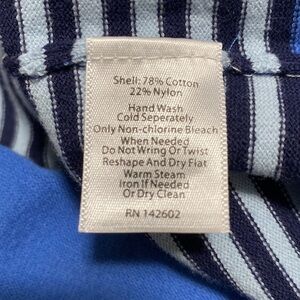 Shell: 78% Cotton
22% Nylon
Hand Wash
Cold Seperately
Only Non-chlorine Bleach
When Needed
Do Not Wring Or Twist
Reshape And Dry Flat
Warm Steam
Iron If Needed
Or Dry Clean
RN 142602